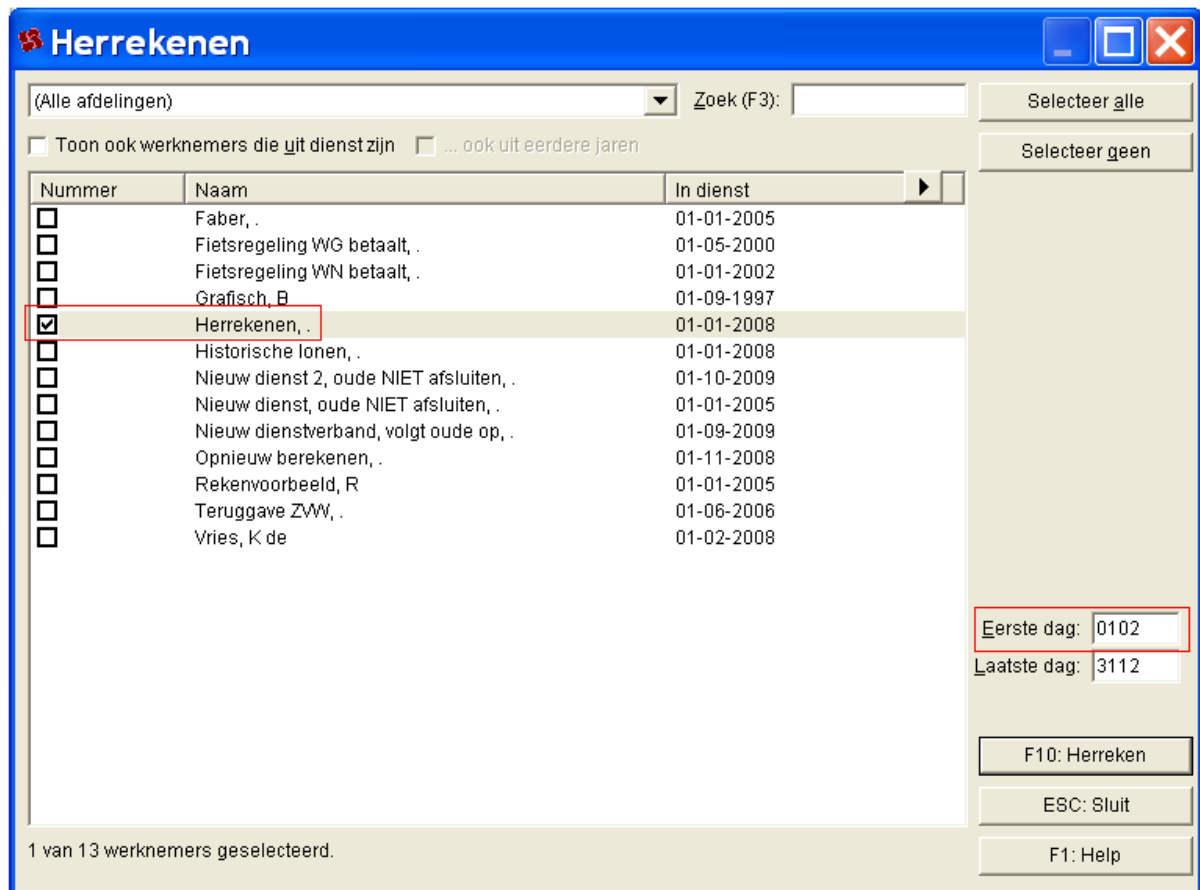 Herrekenen
(Alle afdelingen) Zoek (F3): Selecteer alle
Toon ook werknemers die uit dienst zijn ... ook uit eerdere jaren Selecteer geen
Nummer Naam In dienst
Faber, . 01-01-2005
Fietsregeling WG betaalt, . 01-05-2000
Fietsregeling WN betaalt, . 01-01-2002
Grafisch, B 01-09-1997
Herrekenen, . 01-01-2008
Historische lonen, . 01-01-2008
Nieuw dienst 2, oude NIET afsluiten, . 01-10-2009
Nieuw dienst, oude NIET afsluiten, . 01-01-2005
Nieuw dienstverband, volgt oude op, . 01-09-2009
Opnieuw berekenen, . 01-11-2008
Rekenvoorbeeld, R 01-01-2005
Teruggave ZVW, . 01-06-2006
Vries, K de 01-02-2008
Eerste dag: 0102
Laatste dag: 3112
F10: Herreken
ESC: Sluit
1 van 13 werknemers geselecteerd. F1: Help